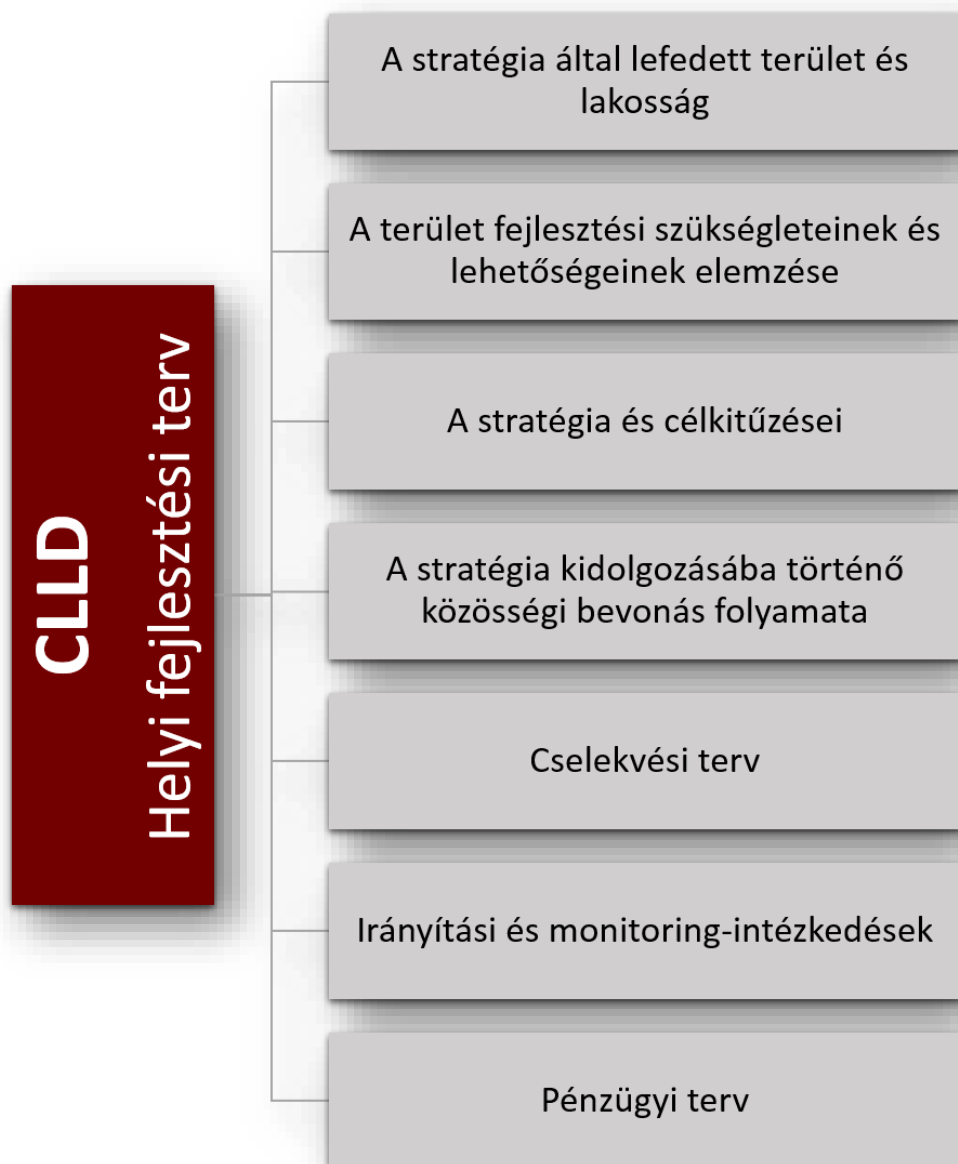 CLLD
Helyi fejlesztési terv
A stratégia által lefedett terület és
lakosság
A terület fejlesztési szükségleteinek és
lehetőségeinek elemzése
A stratégia és célkitűzései
A stratégia kidolgozásába történő
közösségi bevonás folyamata
Cselekvési terv
Irányítási és monitoring-intézkedések
Pénzügyi terv